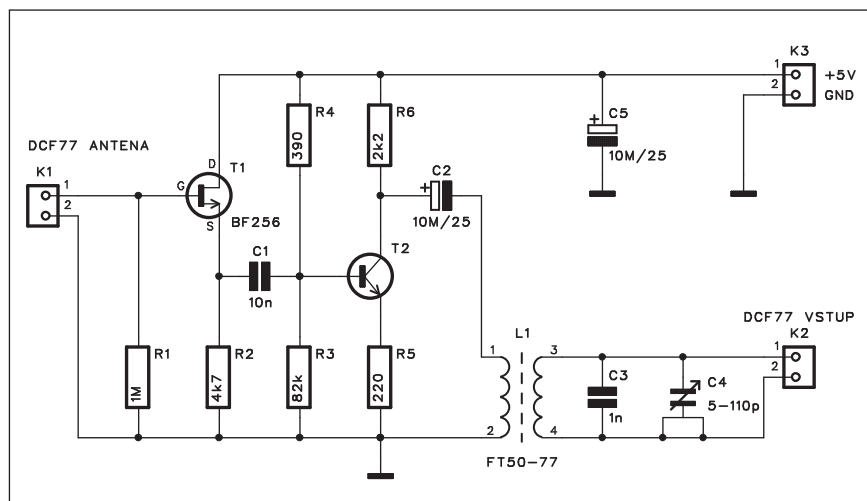 K3
1
+5V
2
GND
R4
390
R6
2k2
C5
+
10M/25
DCF77 ANTENA
K1
1
2
D
G
S
T1
BF256
C2
+
10M/25
C1
10n
T2
R1
1M
R2
4k7
R3
82k
R5
220
L1
1
2
3
4
FT50-77
C3
1n
C4
5-110p
DCF77 VSTUP
K2
1
2